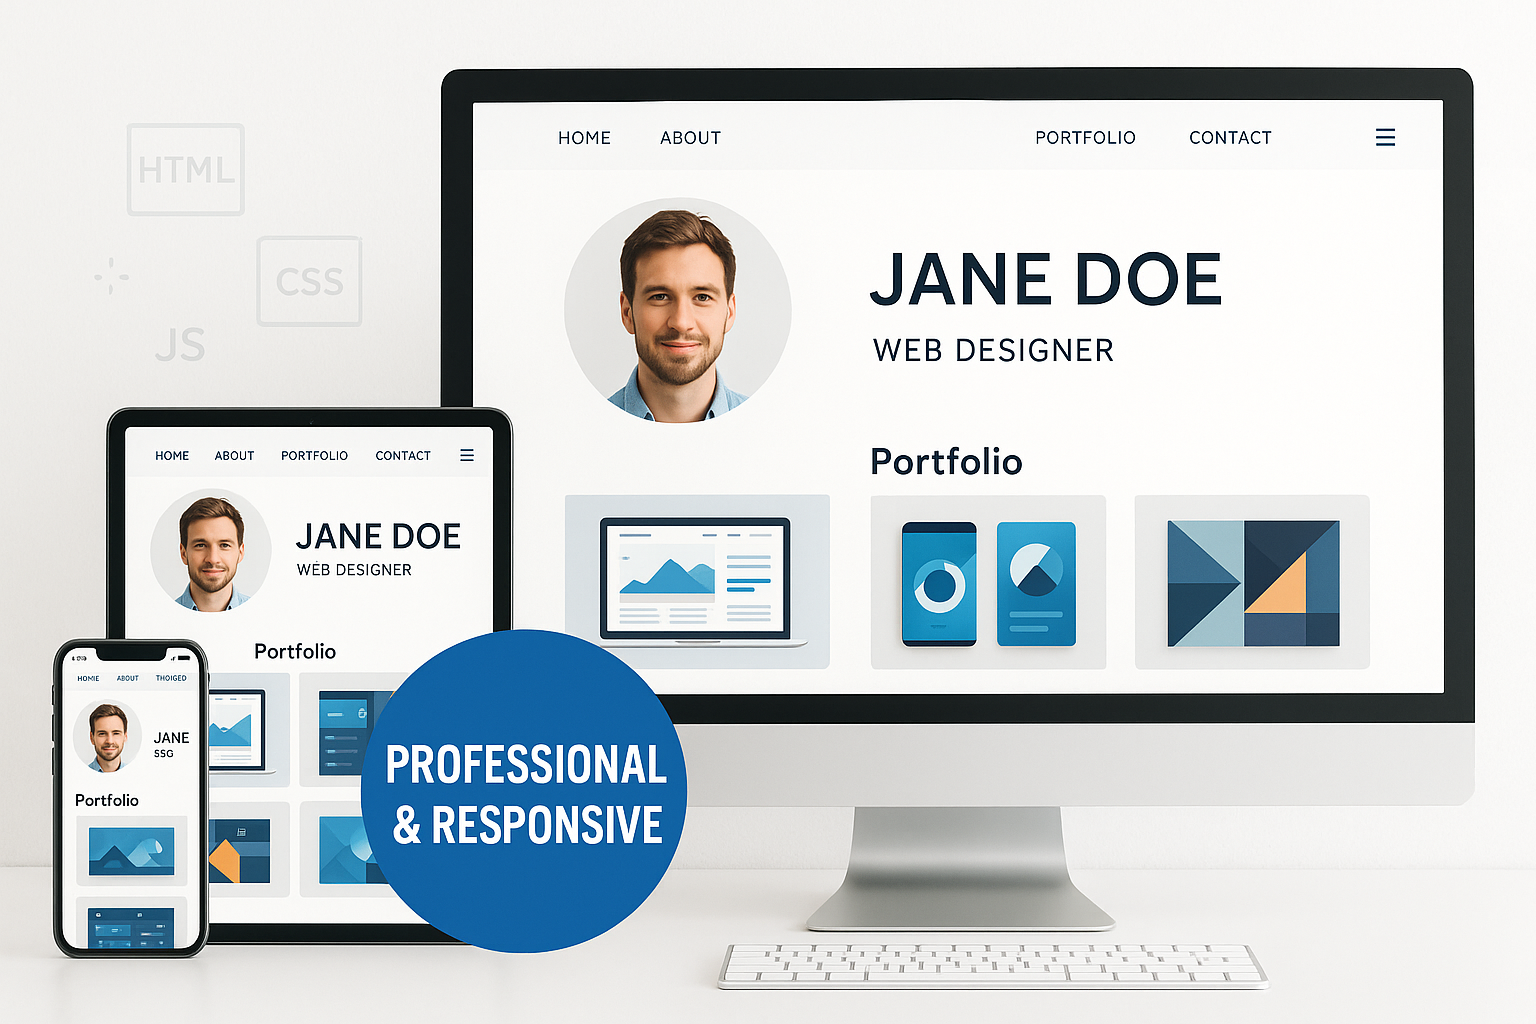 HTML
CSS
JS
HOME ABOUT PORTFOLIO CONTACT
JANE DOE
WEB DESIGNER
Portfolio
HOME ABOUT PORTFOLIO CONTACT
JANE DOE
WEB DESIGNER
Portfolio
HOMIE ABOUT THOIGED
JANE
SSG
Portfolio
PROFESSIONAL
& RESPONSIVE